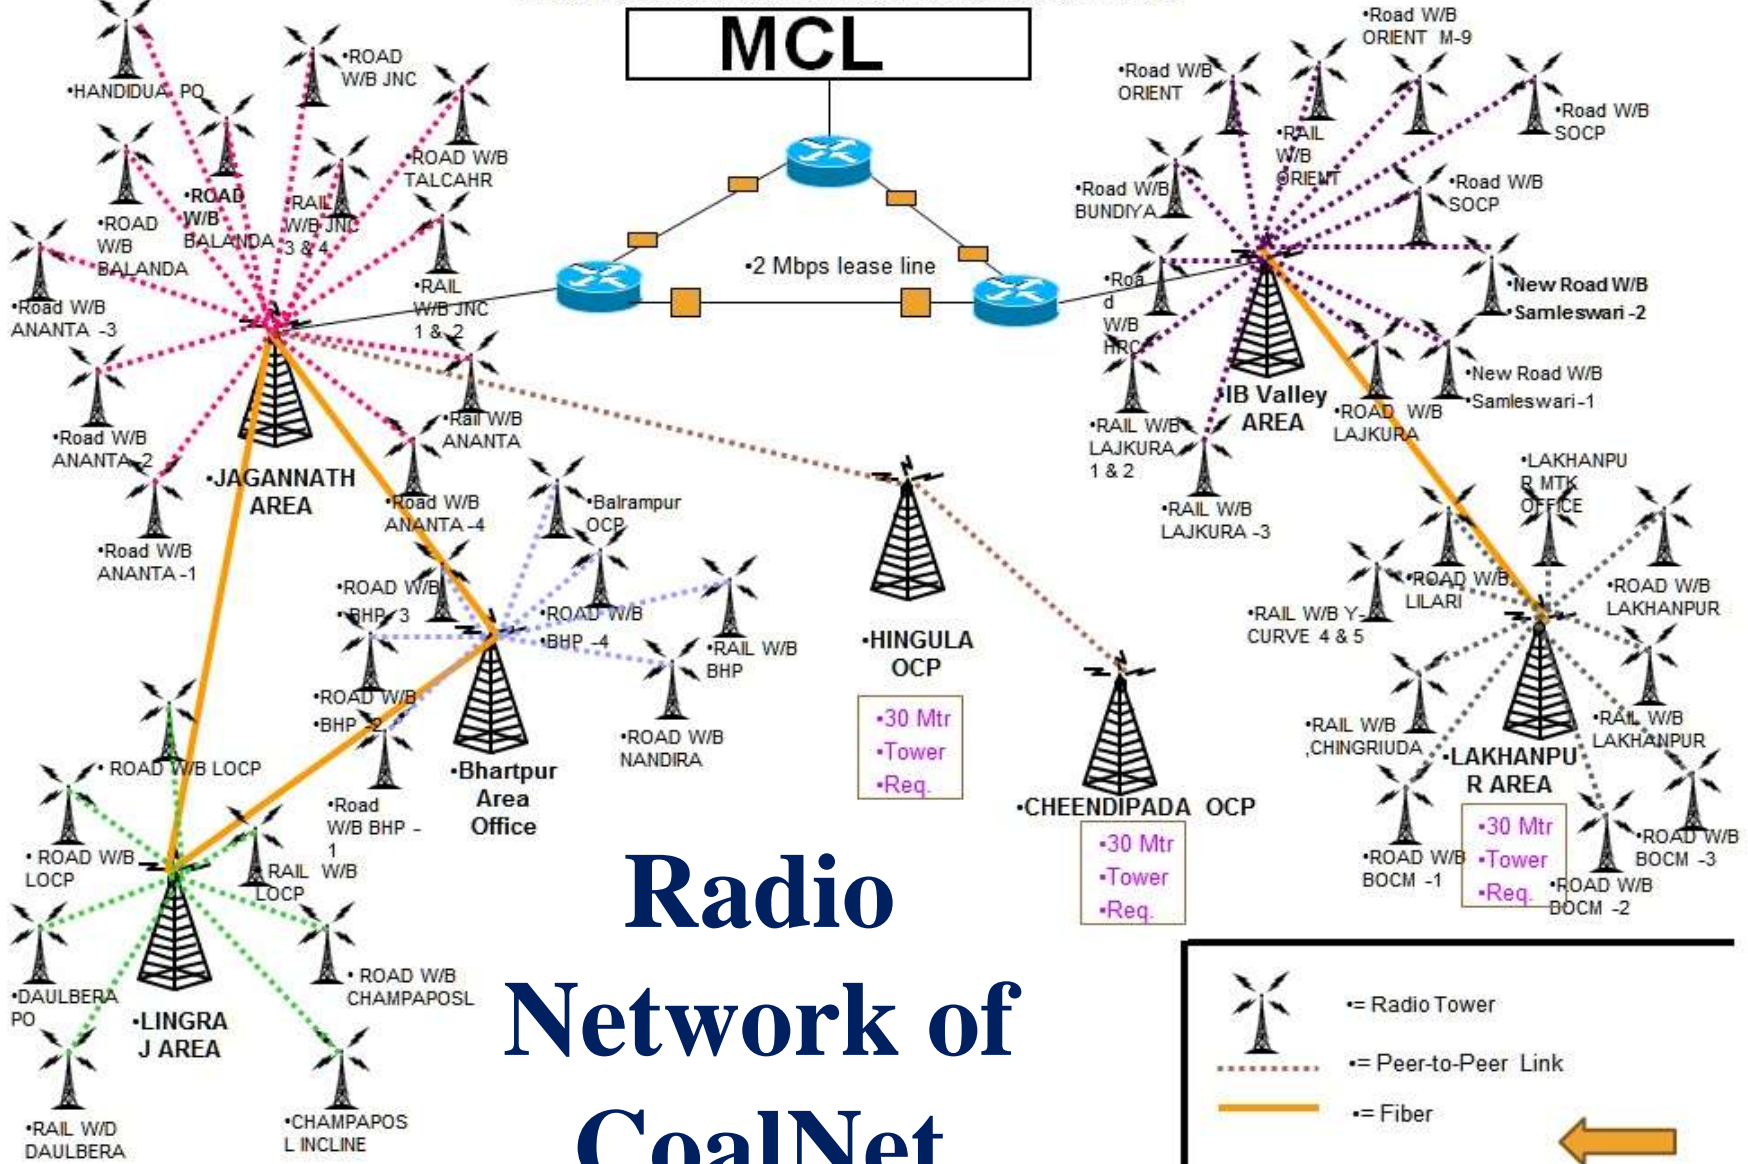 MCL
•HANDIDUA PO
•ROAD
W/B JNC
•ROAD W/B
TALCAHR
•ROAD
W/B
BALANDA
•ROAD
W/B
BALANDA
•RAIL
W/B JNC
3 & 4
•RAIL
W/B JNC
1 & 2
•Road W/B
ANANTA -3
•Road W/B
ANANTA -2
•Road W/B
ANANTA -1
•Rail W/B
ANANTA
•Road W/B
ANANTA -4
•JAGANNATH
AREA
•2 Mbps lease line
•Road W/B
ORIENT
•Road W/B
ORIENT M-9
•RAIL
W/B
ORIENT
•Road W/B
SOCP
•Road W/B
SOCP
•Road W/B
BUNDIYA
•Roa
d
W/B
HRC
•New Road W/B
•Samleswari -2
•New Road W/B
•Samleswari -1
•ROAD W/B
LAJKURA
•IB Valley
AREA
•RAIL W/B
LAJKURA
1 & 2
•RAIL W/B
LAJKURA -3
•LAKHANPU
R MTK
OFFICE
•ROAD W/B
LILARI
•ROAD W/B
LAKHANPUR
•RAIL W/B Y-
CURVE 4 & 5
•RAIL W/B
,CHINGRIUDA
•RAIL W/B
LAKHANPUR
•LAKHANPU
R AREA
•30 Mtr
•Tower
•Req.
•ROAD W/B
BOCM -1
•ROAD W/B
BOCM -2
•ROAD W/B
BOCM -3
•Balrampur
OCP
•ROAD W/B
•BHP -3
•ROAD W/B
•BHP -4
•RAIL W/B
BHP
•ROAD W/B
NANDIRA
•ROAD W/B
•BHP -2
•Road
W/B BHP -
1
•Bhartpur
Area
Office
•HINGULA
OCP
•30 Mtr
•Tower
•Req.
•CHEENDIPADA OCP
•30 Mtr
•Tower
•Req.
• ROAD W/B LOCP
• ROAD W/B
LOCP
RAIL W/B
LOCP
• ROAD W/B
CHAMPAPOSL
•DAULBERA
PO
•LINGRA
J AREA
•RAIL W/D
DAULBERA
•CHAMPAPOS
L INCLINE
Radio
Network of
CoalNet
•= Radio Tower
•= Peer-to-Peer Link
•= Fiber